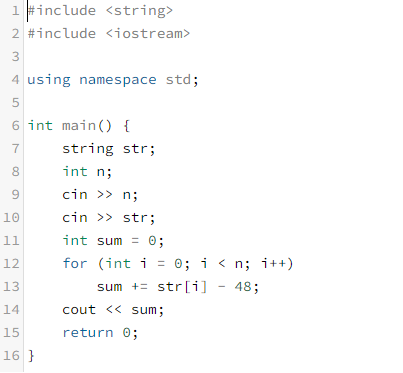 1 #include <string>
2 #include <iostream>
3
4 using namespace std;
5
6 int main() {
7     string str;
8     int n;
9     cin >> n;
10     cin >> str;
11     int sum = 0;
12     for (int i = 0; i < n; i++)
13         sum += str[i] - 48;
14     cout << sum;
15     return 0;
16 }